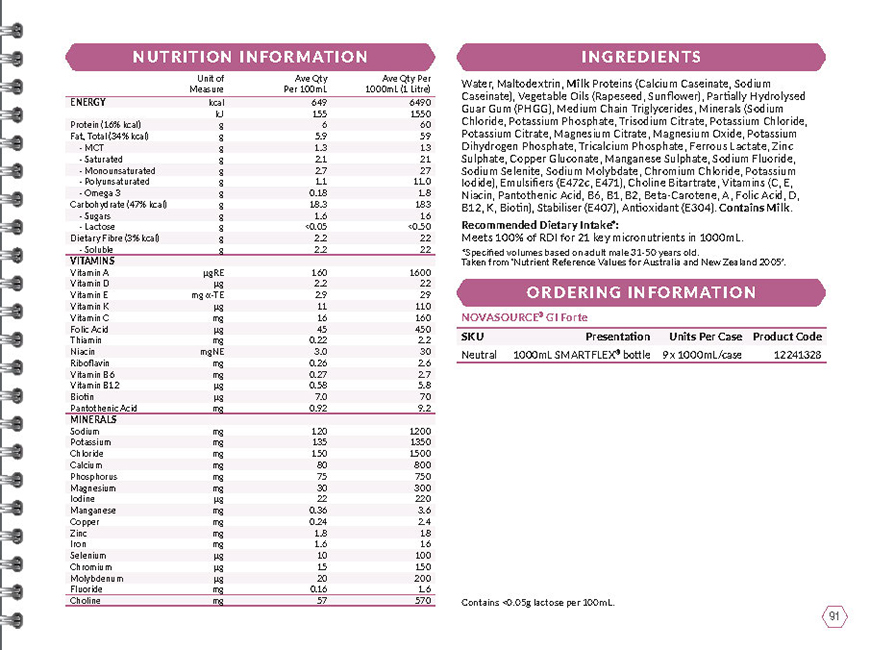 NUTRITION INFORMATION
Unit of Measure Ave Qty Per 100mL Ave Qty Per 1000mL (1 Litre)
ENERGY kcal 649 6490
kJ 155 1550
Protein (16% kcal) g 6 60
Fat, Total (34% kcal) g 5.9 59
- MCT g 1.3 13
- Saturated g 2.1 21
- Monounsaturated g 2.7 27
- Polyunsaturated g 1.1 11.0
- Omega 3 g 0.18 1.8
Carbohydrate (47% kcal) g 18.3 183
- Sugars g 1.6 16
- Lactose g <0.05 <0.50
Dietary Fibre (3% kcal) g 2.2 22
- Soluble g 2.2 22
VITAMINS
Vitamin A µgRE 160 1600
Vitamin D µg 2.2 22
Vitamin E mg α-TE 2.9 29
Vitamin K µg 11 110
Vitamin C mg 16 160
Folic Acid µg 45 450
Thiamin mg 0.22 2.2
Niacin mgNE 3.0 30
Riboflavin mg 0.26 2.6
Vitamin B6 mg 0.27 2.7
Vitamin B12 µg 0.58 5.8
Biotin µg 7.0 70
Pantothenic Acid mg 0.92 9.2
MINERALS
Sodium mg 120 1200
Potassium mg 135 1350
Chloride mg 150 1500
Calcium mg 80 800
Phosphorus mg 75 750
Magnesium mg 30 300
Iodine µg 22 220
Manganese mg 0.36 3.6
Copper mg 0.24 2.4
Zinc mg 1.8 18
Iron mg 1.6 16
Selenium µg 10 100
Chromium µg 15 150
Molybdenum µg 20 200
Fluoride mg 0.16 1.6
Choline mg 57 570
INGREDIENTS
Water, Maltodextrin, Milk Proteins (Calcium Caseinate, Sodium
Caseinate), Vegetable Oils (Rapeseed, Sunflower), Partially Hydrolysed
Guar Gum (PHGG), Medium Chain Triglycerides, Minerals (Sodium
Chloride, Potassium Phosphate, Trisodium Citrate, Potassium Chloride,
Potassium Citrate, Magnesium Citrate, Magnesium Oxide, Potassium
Dihydrogen Phosphate, Tricalcium Phosphate, Ferrous Lactate, Zinc
Sulphate, Copper Gluconate, Manganese Sulphate, Sodium Fluoride,
Sodium Selenite, Sodium Molybdate, Chromium Chloride, Potassium
Iodide), Emulsifiers (E472c, E471), Choline Bitartrate, Vitamins (C, E,
Niacin, Pantothenic Acid, B6, B1, B2, Beta-Carotene, A, Folic Acid, D,
B12, K, Biotin), Stabiliser (E407), Antioxidant (E304). Contains Milk.
Recommended Dietary Intake*:
Meets 100% of RDI for 21 key micronutrients in 1000mL.
*Specified volumes based on adult male 31-50 years old.
Taken from 'Nutrient Reference Values for Australia and New Zealand 2005'.
ORDERING INFORMATION
NOVASOURCE® GI Forte
SKU Presentation Units Per Case Product Code
Neutral 1000mL SMARTFLEX® bottle 9 x 1000mL/case 12241328
Contains <0.05g lactose per 100mL.
91